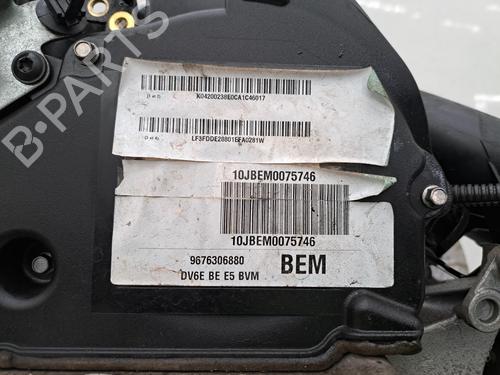 B-PARTS
K04200238E0CA1C46017
LF3FDDE28801EFA0281W
10JBEM0075746
10JBEM0075746
9676306880
BEM
DV6E BE E5 BVM